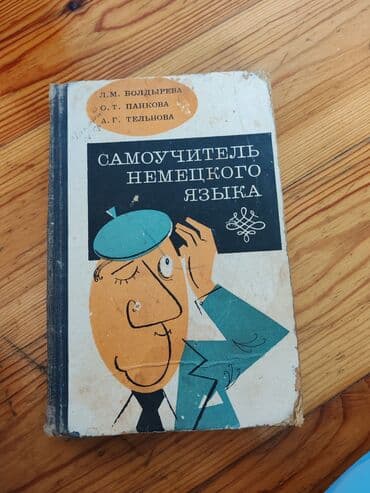 Л.М. БОЛДЫРЕВА
О.Т. ПАНКОВА
А.Г. ТЕЛЬНОВА
САМОУЧИТЕЛЬ
НЕМЕЦКОГО
ЯЗЫКА